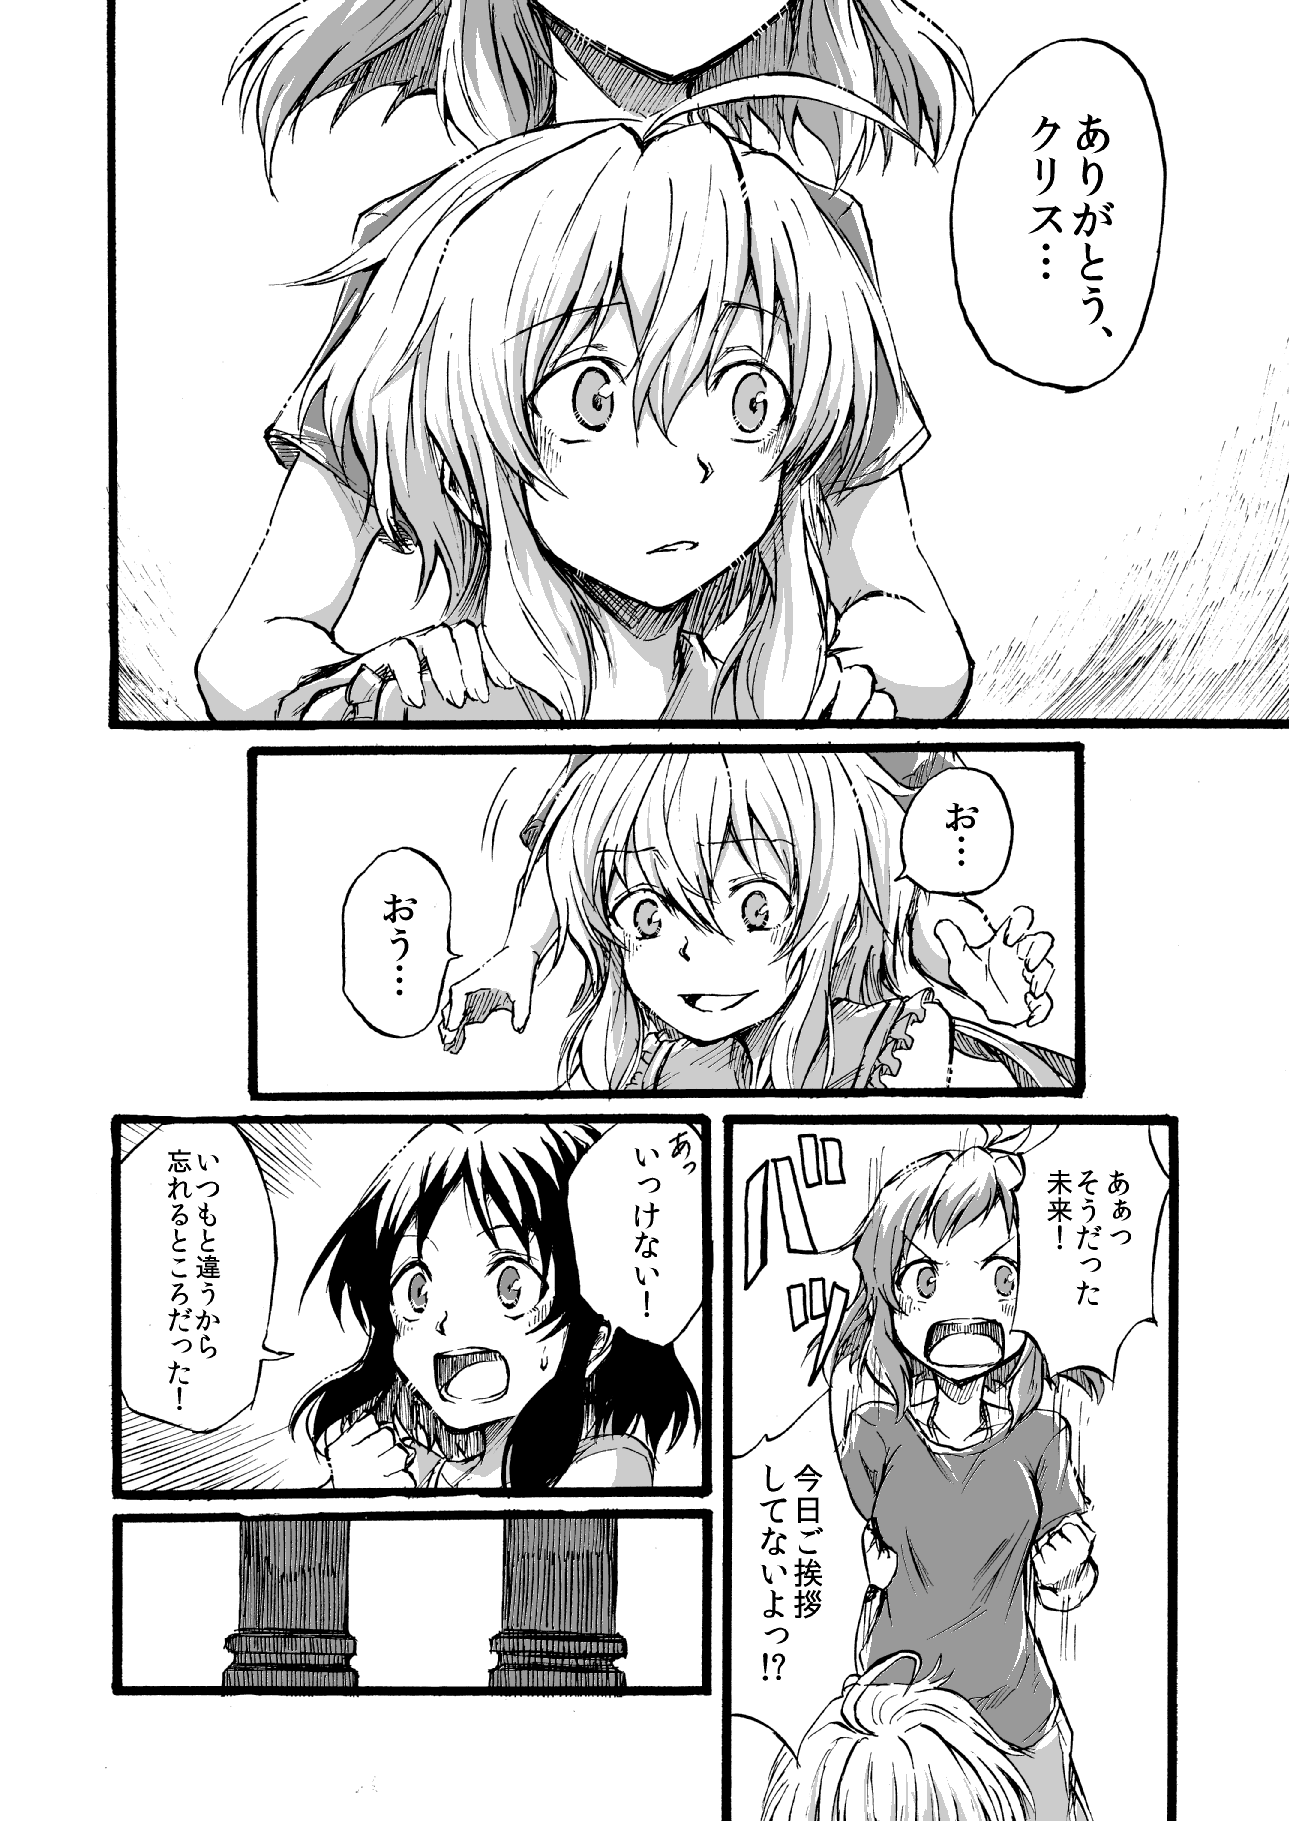 ありがとう、
クリス…
お…
おう…
あぁっ
そうだった
未来！
ババッ
今日ご挨拶
してないよっ!?
あっ
いっけない！
いつもと違うから
忘れるところだった！